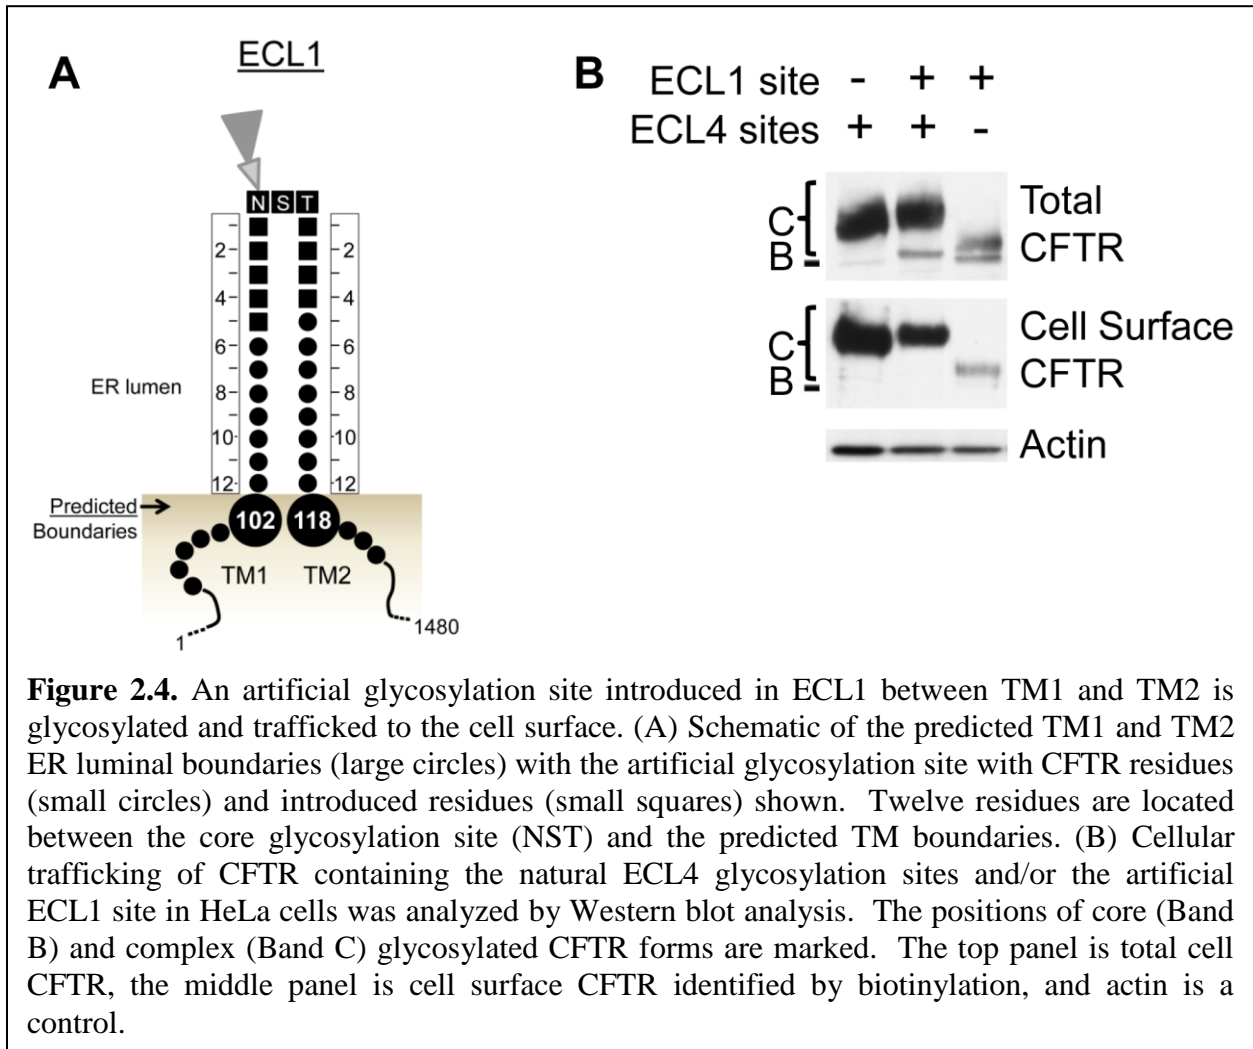 A
ECL1
N S T
2 2
4 4
6 6
8 8
10 10
12 12
ER lumen
Predicted
Boundaries
102 118
TM1 TM2
1
1480
B
ECL1 site - + +
ECL4 sites + + -
C
B
Total
CFTR
C
B
Cell Surface
CFTR
Actin
Figure 2.4. An artificial glycosylation site introduced in ECL1 between TM1 and TM2 is
glycosylated and trafficked to the cell surface. (A) Schematic of the predicted TM1 and TM2
ER luminal boundaries (large circles) with the artificial glycosylation site with CFTR residues
(small circles) and introduced residues (small squares) shown. Twelve residues are located
between the core glycosylation site (NST) and the predicted TM boundaries. (B) Cellular
trafficking of CFTR containing the natural ECL4 glycosylation sites and/or the artificial
ECL1 site in HeLa cells was analyzed by Western blot analysis. The positions of core (Band
B) and complex (Band C) glycosylated CFTR forms are marked. The top panel is total cell
CFTR, the middle panel is cell surface CFTR identified by biotinylation, and actin is a
control.